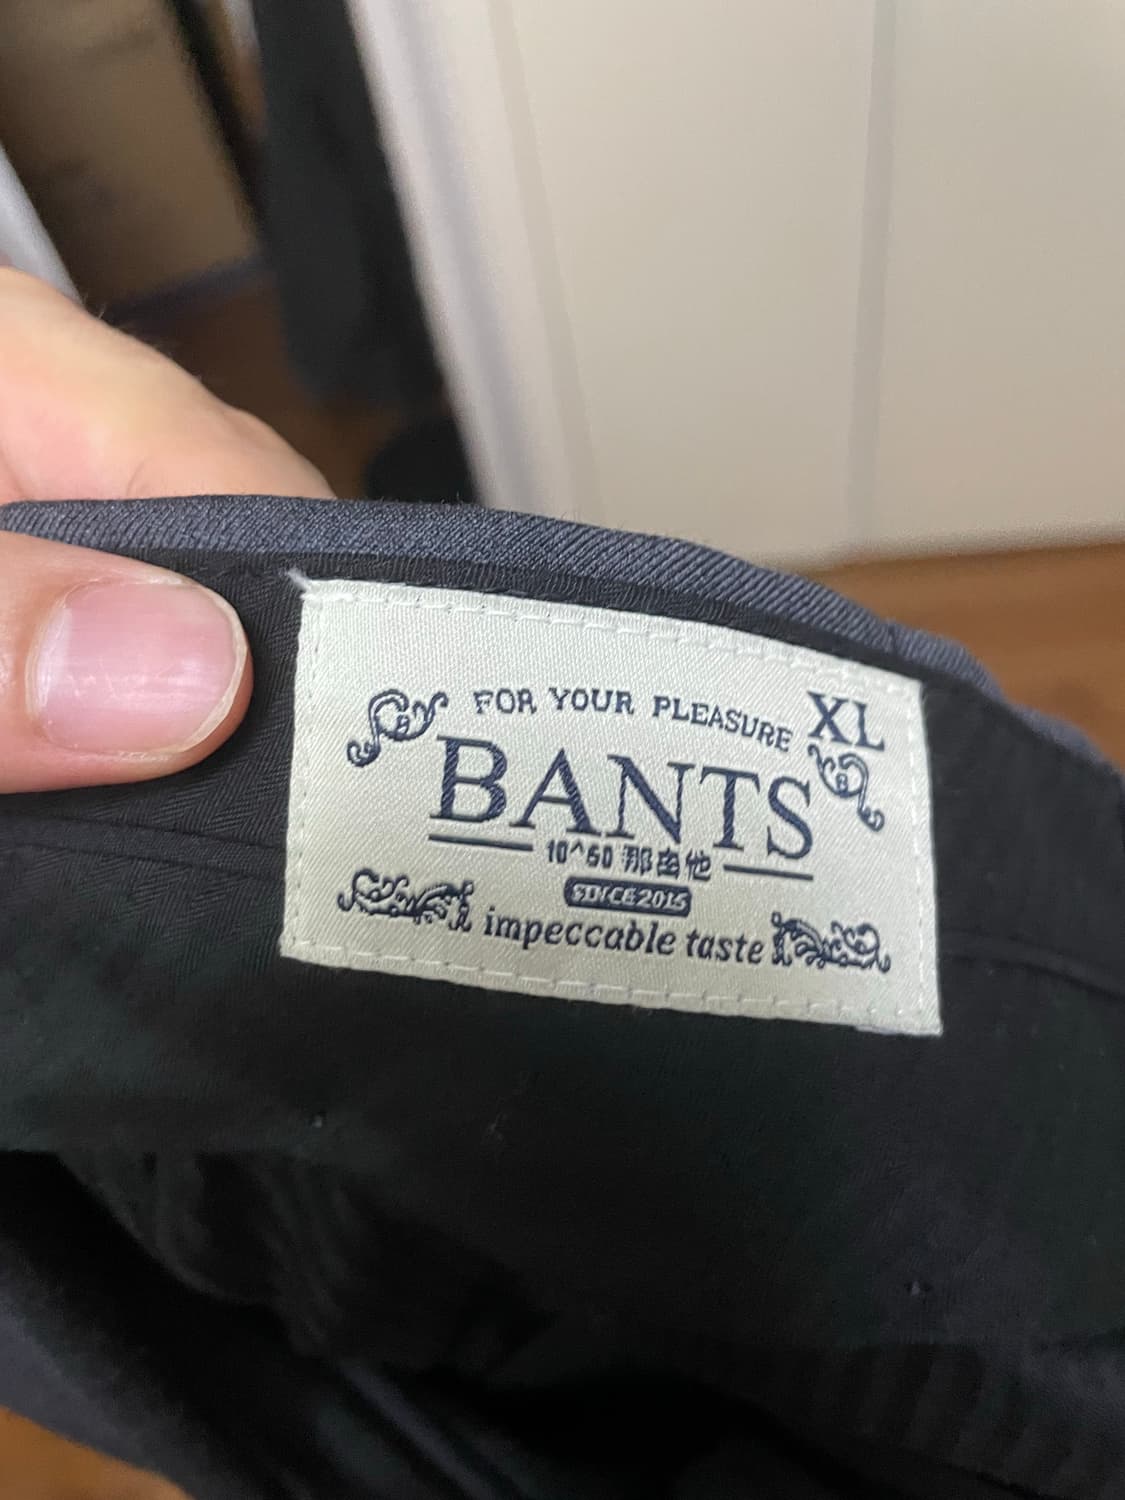 FOR YOUR PLEASURE
XL
BANTS
10^60 那由他
SINCE 2015
impeccable taste